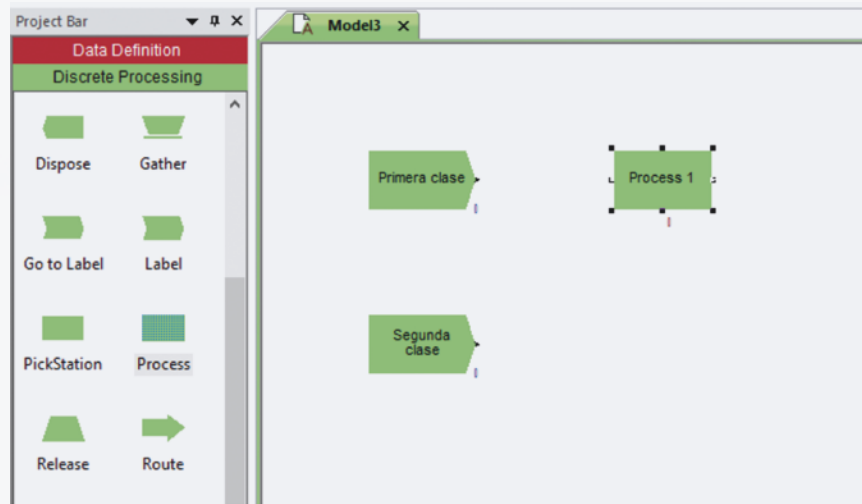 Project Bar
Model3
Data Definition
Discrete Processing
Dispose
Gather
Go to Label
Label
PickStation
Process
Release
Route
Primera clase
Process 1
Segunda
clase